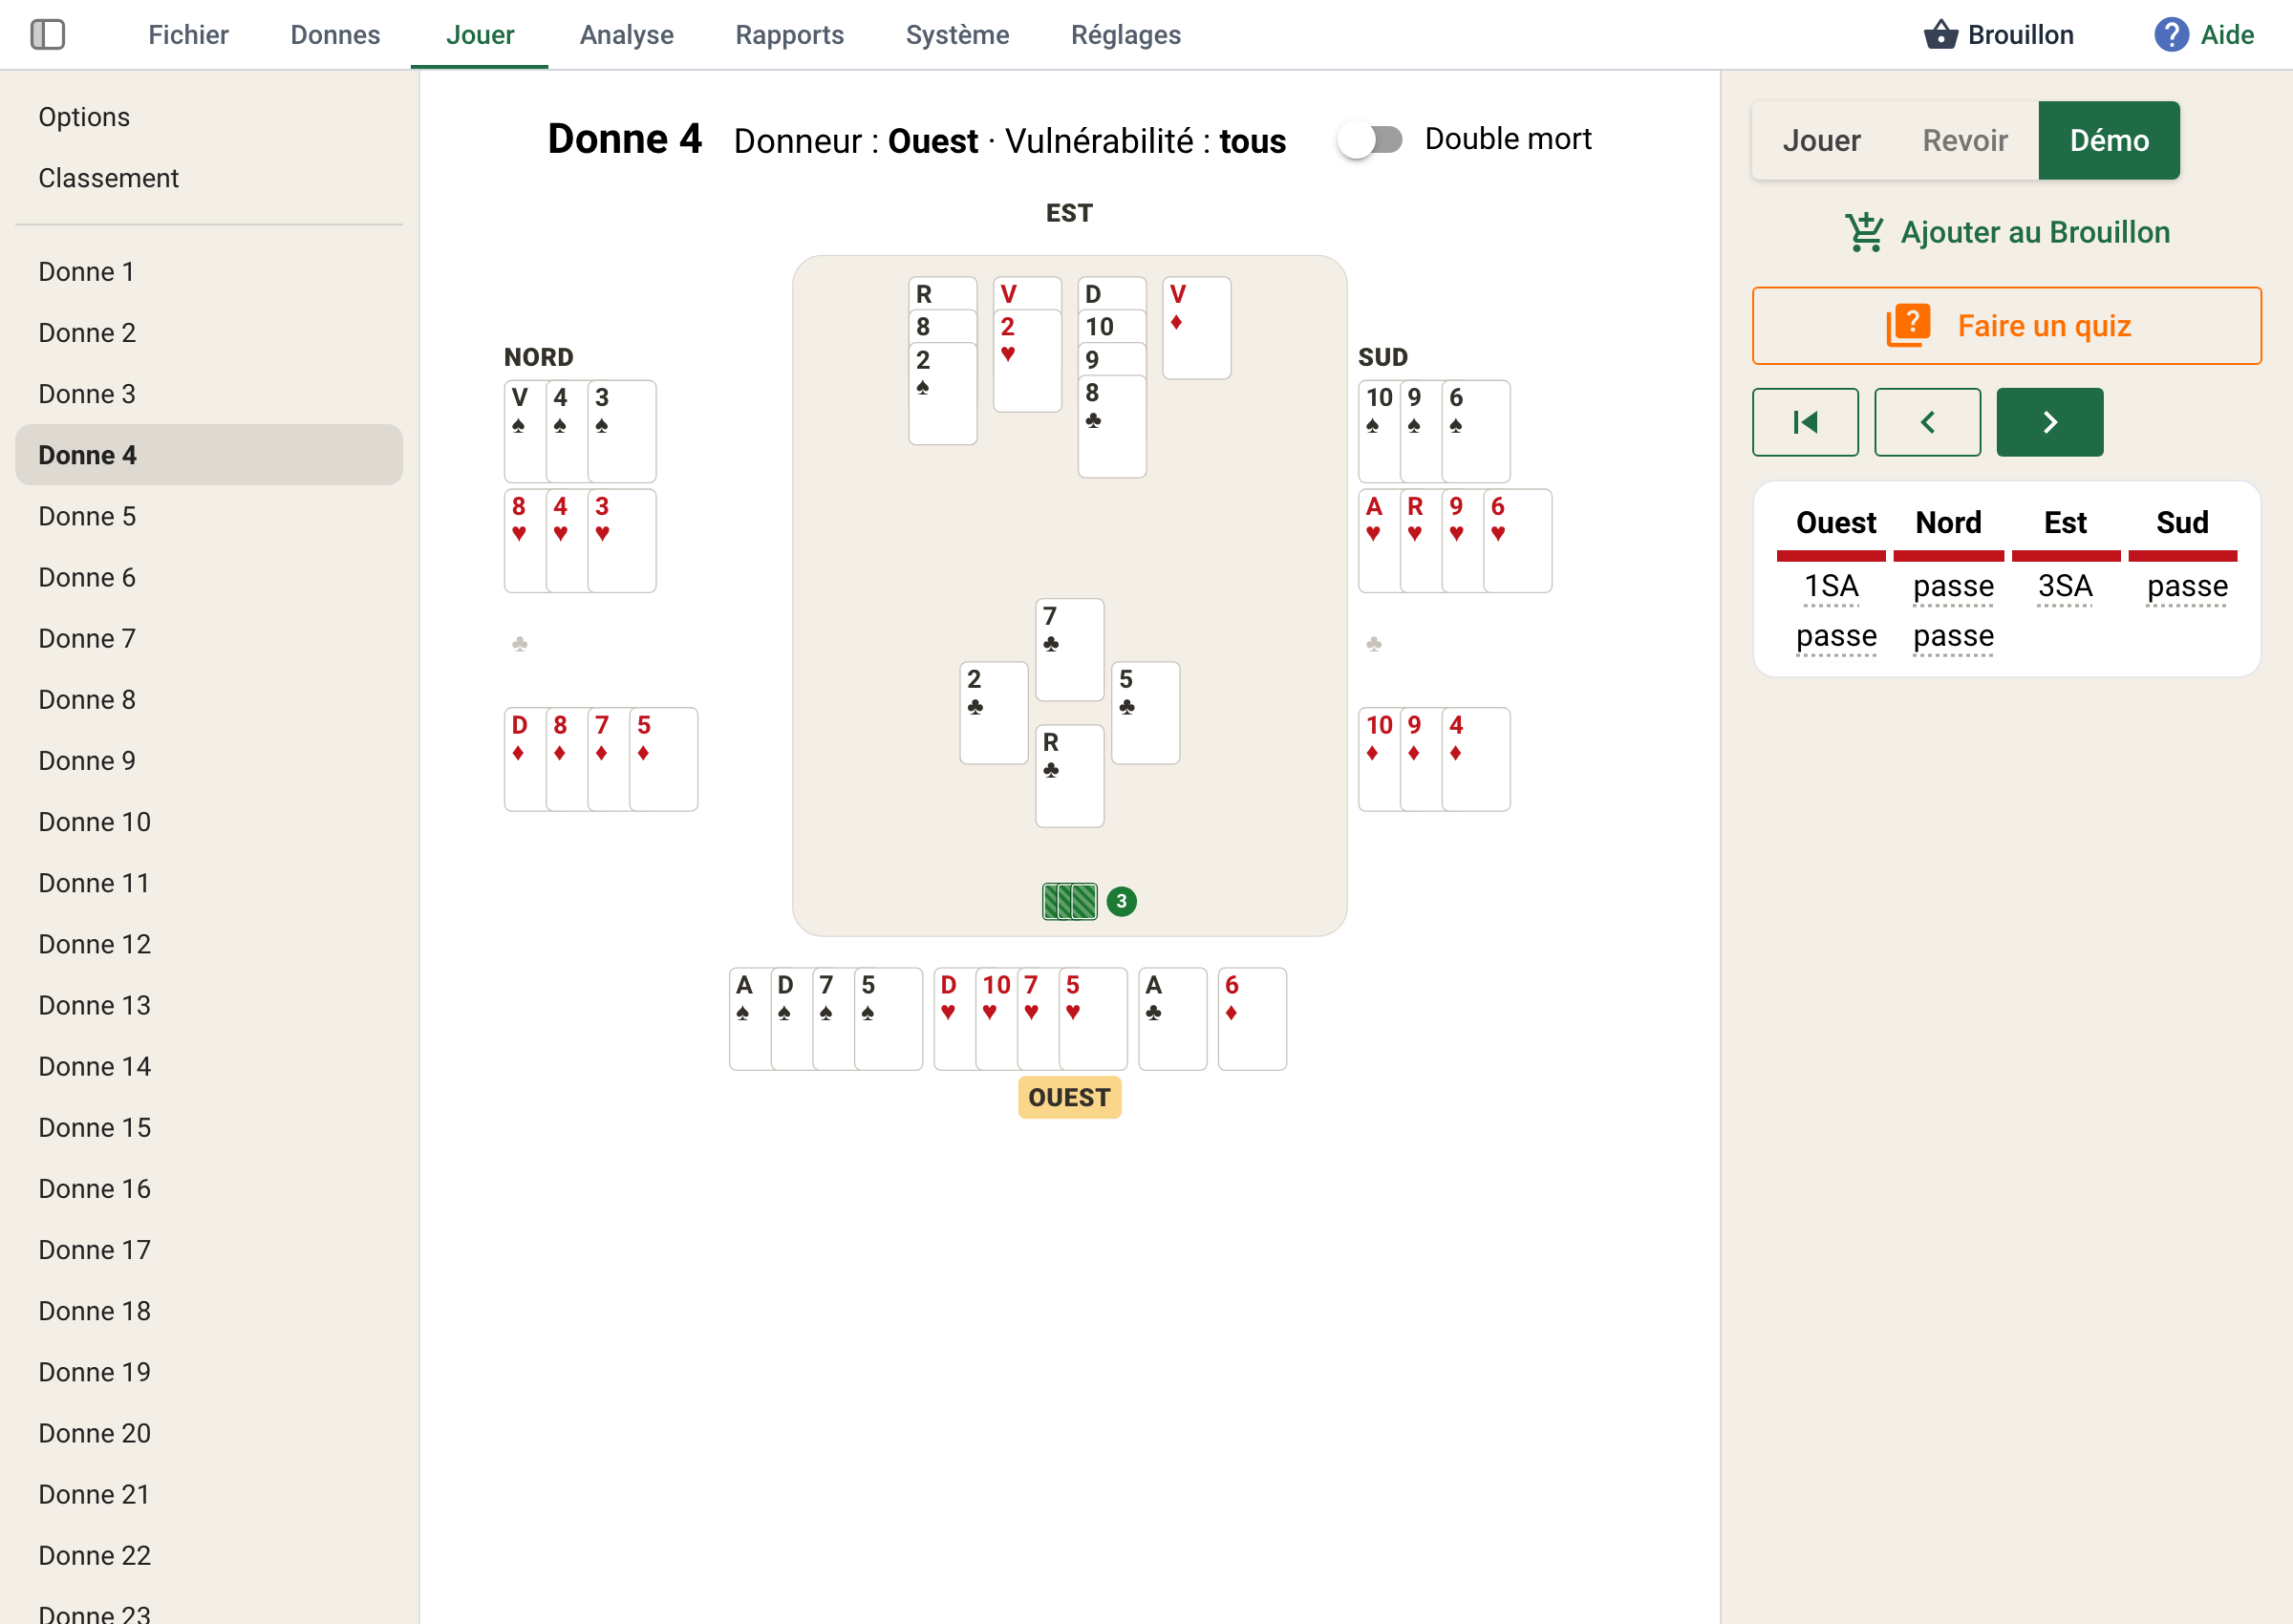 Fichier Donnes Jouer Analyse Rapports Système Réglages Brouillon ? Aide
Options
Classement
Donne 1
Donne 2
Donne 3
Donne 4
Donne 5
Donne 6
Donne 7
Donne 8
Donne 9
Donne 10
Donne 11
Donne 12
Donne 13
Donne 14
Donne 15
Donne 16
Donne 17
Donne 18
Donne 19
Donne 20
Donne 21
Donne 22
Donne 23
Donne 4 Donneur : Ouest · Vulnérabilité : tous Double mort
EST
R V D V♦
8 2♥ 10
2♠ 9
8♣
NORD
V♠ 4♠ 3♠
8♥ 4♥ 3♥
♣
D♦ 8♦ 7♦ 5♦
SUD
10♠ 9♠ 6♠
A♥ R♥ 9♥ 6♥
♣
10♦ 9♦ 4♦
7♣
2♣ 5♣
R♣
3
A♠ D♠ 7♠ 5♠ D♥ 10♥ 7♥ 5♥ A♣ 6♦
OUEST
Jouer Revoir Démo
Ajouter au Brouillon
? Faire un quiz
Ouest Nord Est Sud
1SA passe 3SA passe
passe passe